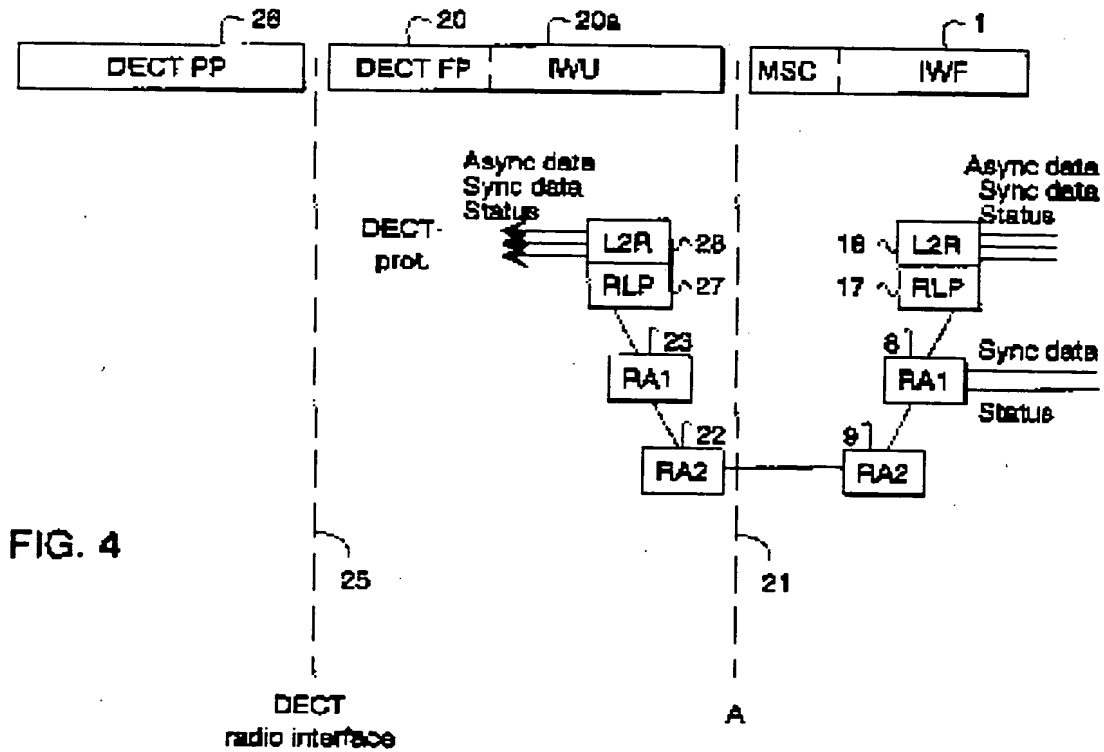 26 20 20a 1
DECT PP DECT FP IWU MSC IWF
Async data
Sync data
Status
DECT-
prot.
L2R 28
RLP 27
23
RA1
22
RA2
Async data
Sync data
Status
16 L2R
17 RLP
8
RA1
Sync data
Status
9
RA2
FIG. 4
25
21
DECT
radio interface
A